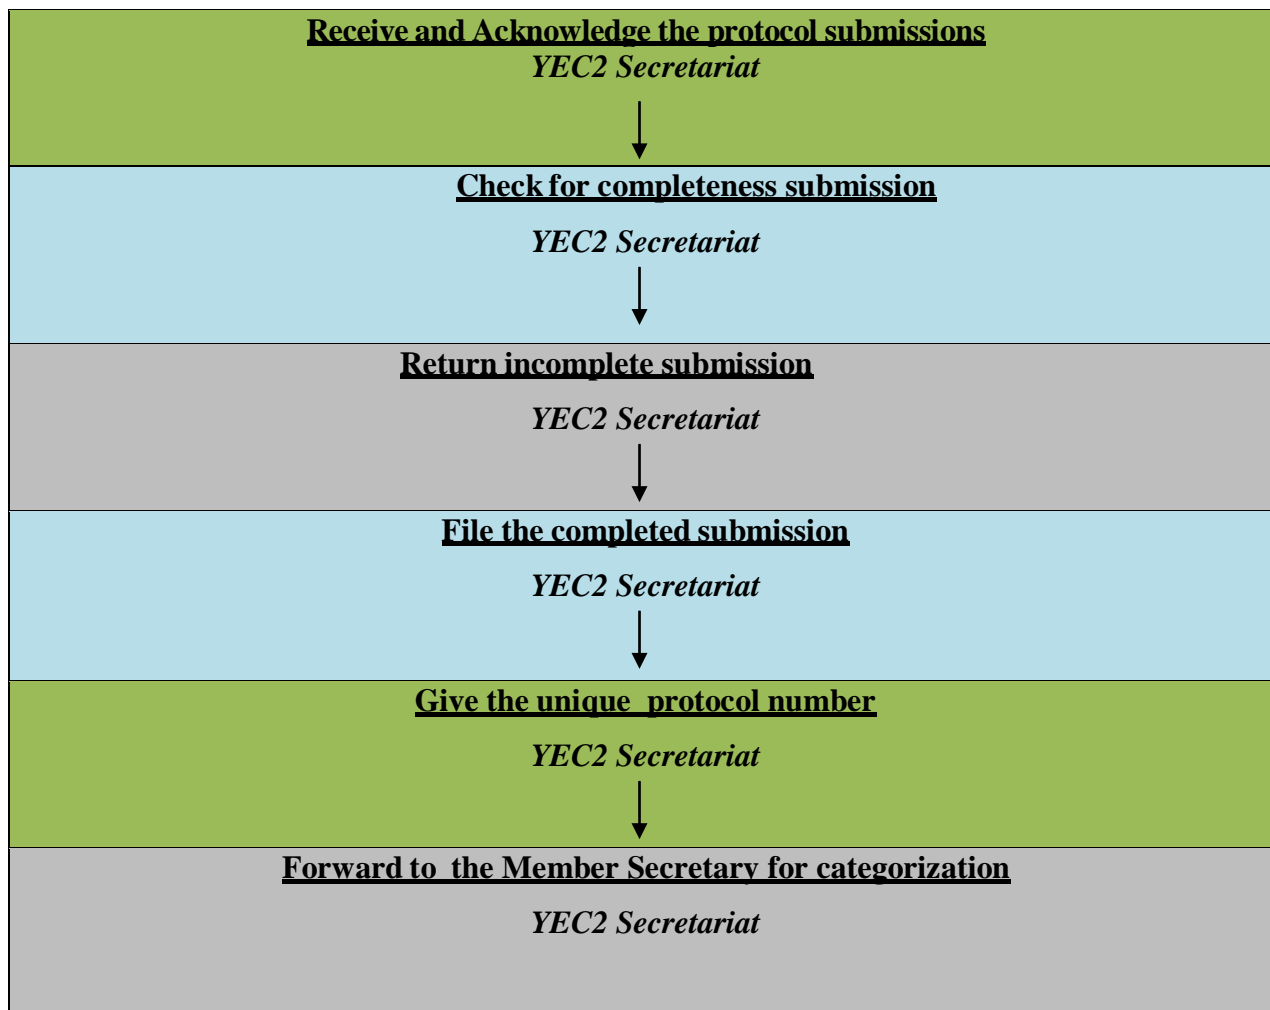 Receive and Acknowledge the protocol submissions
YEC2 Secretariat
Check for completeness submission
YEC2 Secretariat
Return incomplete submission
YEC2 Secretariat
File the completed submission
YEC2 Secretariat
Give the unique  protocol number
YEC2 Secretariat
Forward to  the Member Secretary for categorization
YEC2 Secretariat